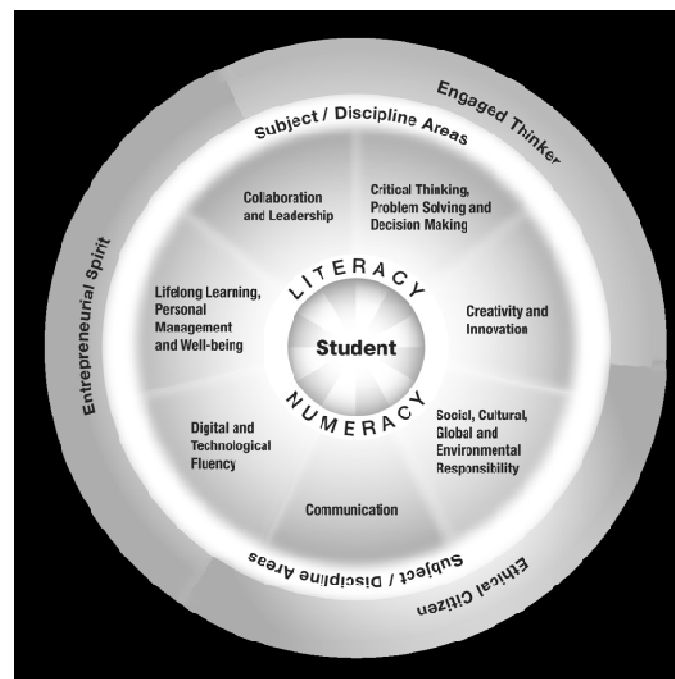 Engaged Thinker
Subject / Discipline Areas
Collaboration
and Leadership
Critical Thinking,
Problem Solving and
Decision Making
Entrepreneurial Spirit
LITERACY
Lifelong Learning,
Personal
Management
and Well-being
Creativity and
Innovation
Student
NUMERACY
Digital and
Technological
Fluency
Social, Cultural,
Global and
Environmental
Responsibility
Communication
Subject / Discipline Areas
Ethical Citizen